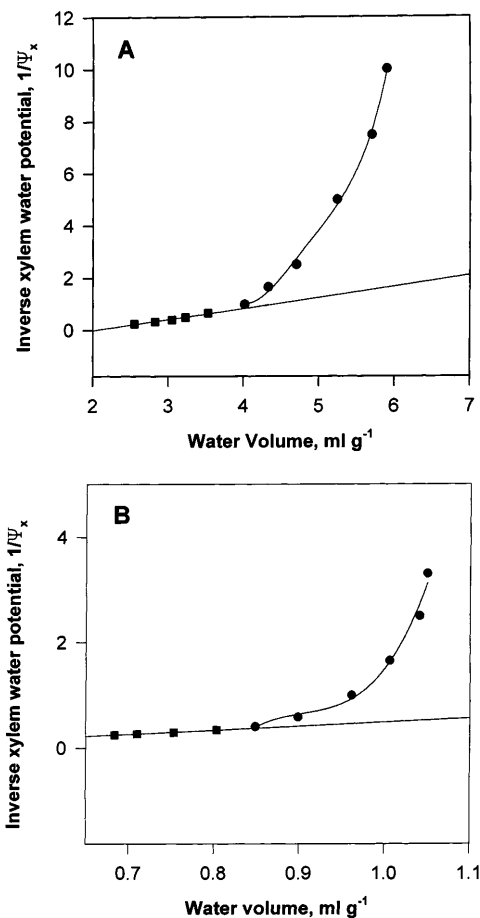 A
Inverse xylem water potential, 1/Ψx
12
10
8
6
4
2
0
2 3 4 5 6 7
Water Volume, ml g-1
B
Inverse xylem water potential, 1/Ψx
4
2
0
0.7 0.8 0.9 1.0 1.1
Water volume, ml g-1